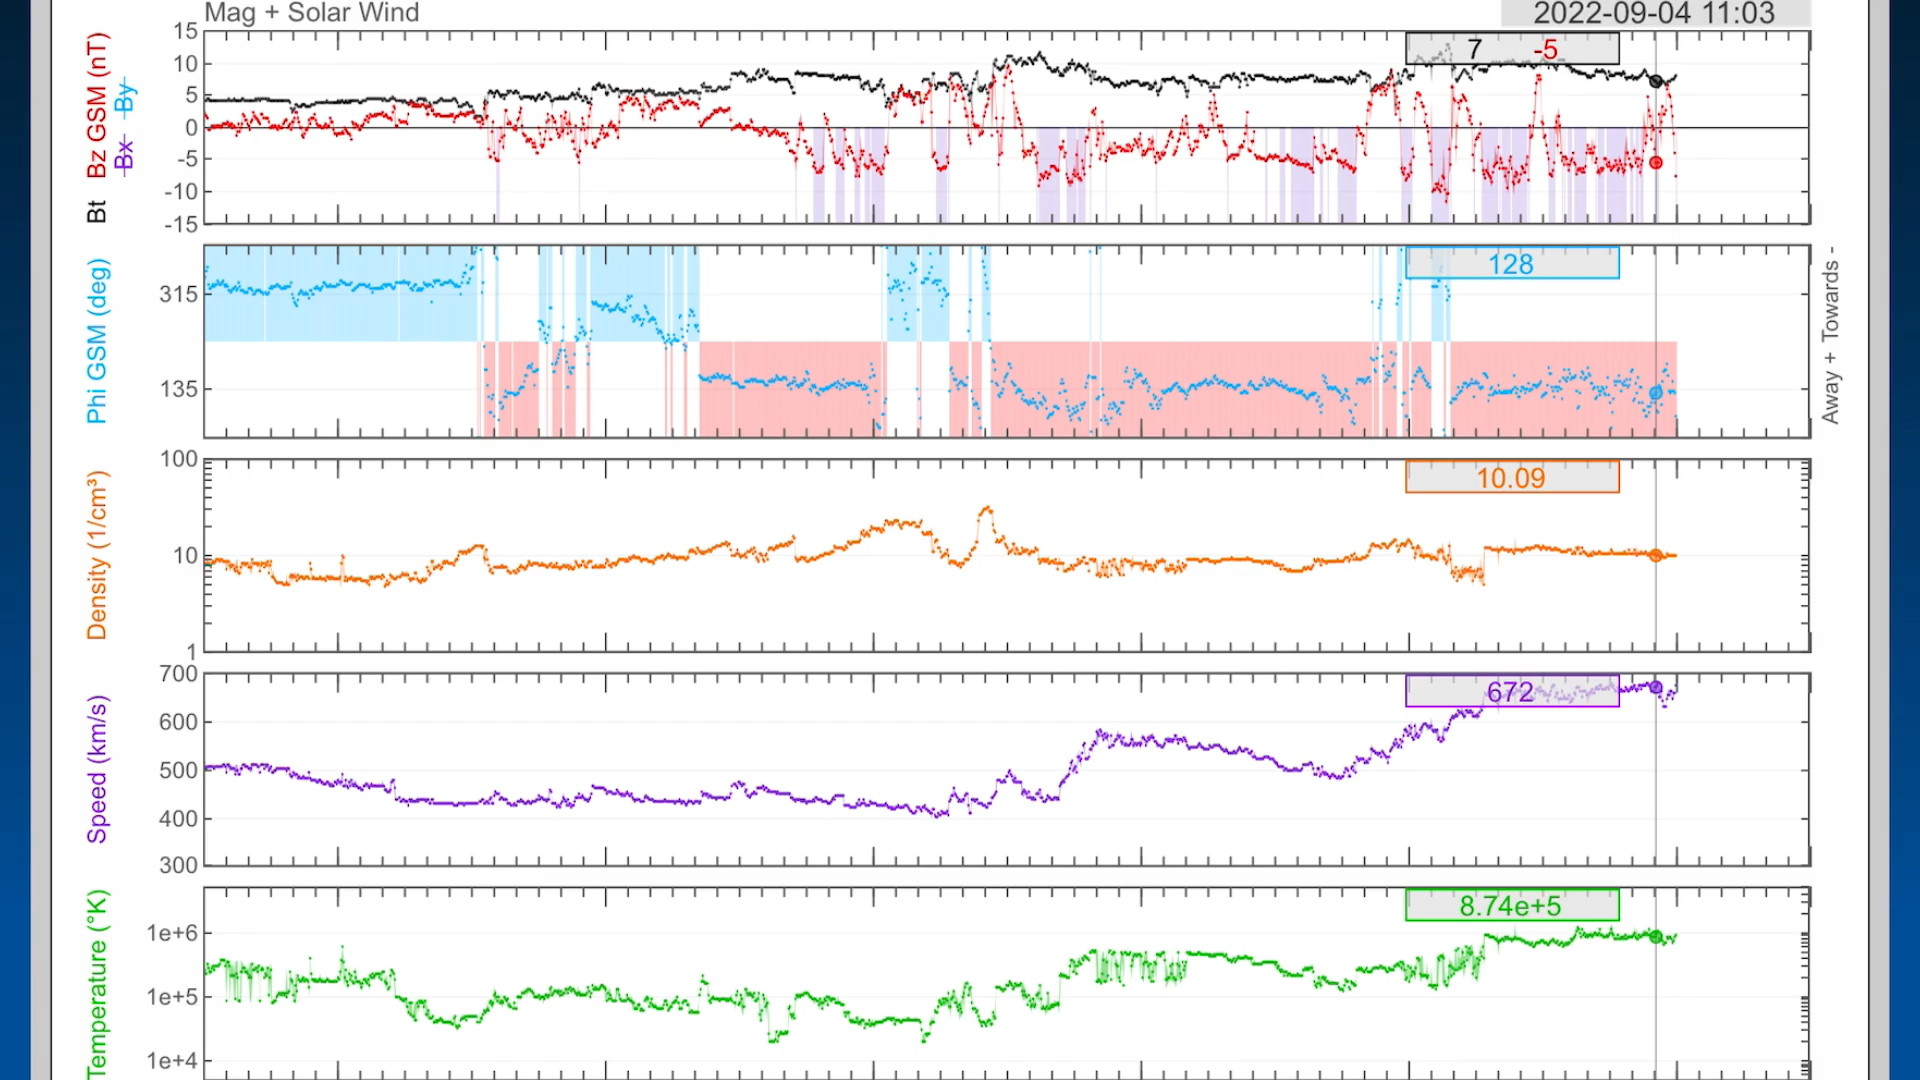 Mag + Solar Wind
2022-09-04 11:03
Bt Bz GSM (nT)
Bx By
15
10
5
0
-5
-10
-15
7 -5
Phi GSM (deg)
315
135
128
Away + Towards -
Density (1/cm³)
100
10
1
10.09
Speed (km/s)
700
600
500
400
300
672
Temperature (°K)
1e+6
1e+5
1e+4
8.74e+5